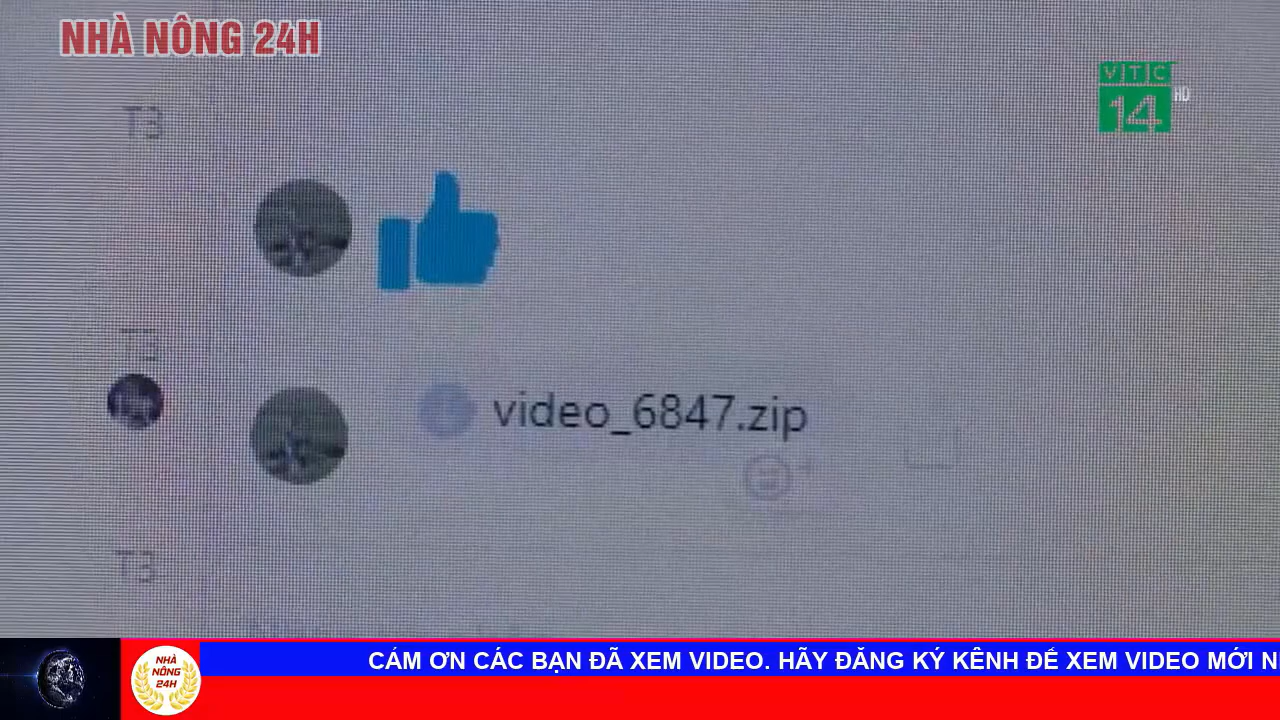 NHÀ NÔNG 24H
VTC
14
HD
T3
T3
video_6847.zip
T3
NHÀ
NÔNG
24H
CÁM ƠN CÁC BẠN ĐÃ XEM VIDEO. HÃY ĐĂNG KÝ KÊNH ĐỂ XEM VIDEO MỚI N